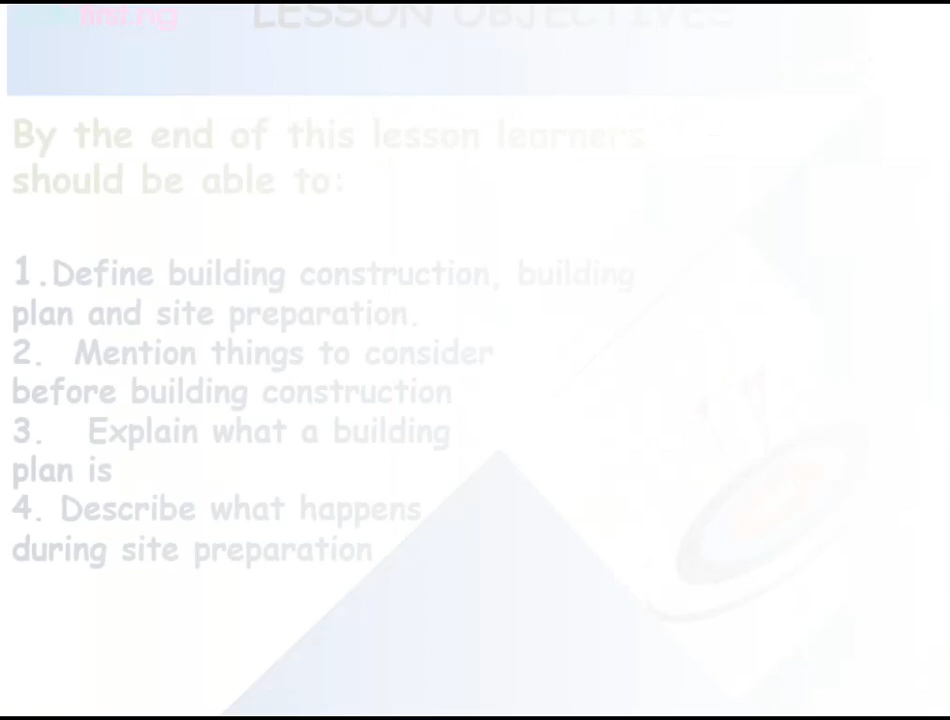 LESSON OBJECTIVES
By the end of this lesson learners
should be able to:
1.Define building construction, building
plan and site preparation.
2. Mention things to consider
before building construction
3. Explain what a building
plan is
4. Describe what happens
during site preparation